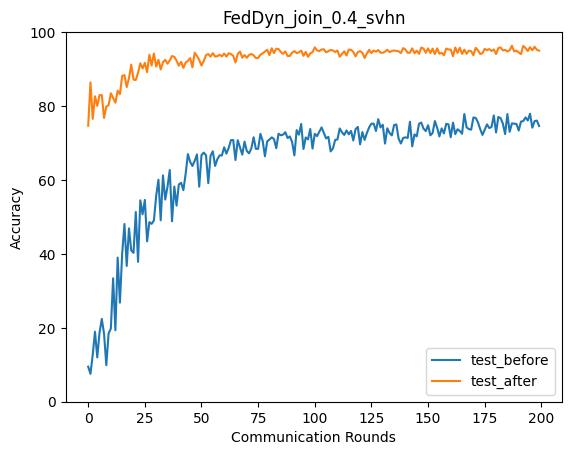 FedDyn_join_0.4_svhn
100
80
60
40
20
0
Accuracy
0 25 50 75 100 125 150 175 200
Communication Rounds
test_before
test_after